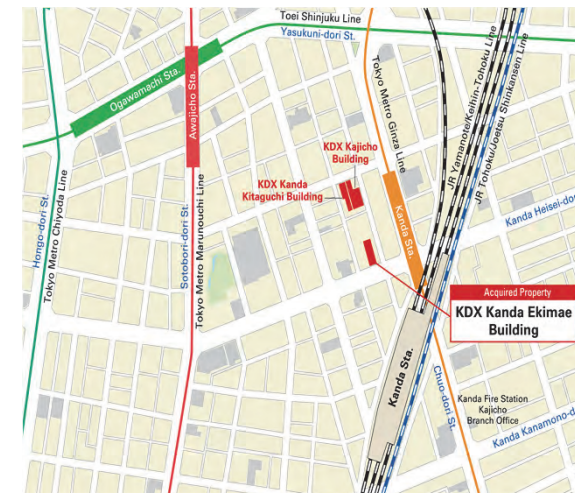 Toei Shinjuku Line
Yasukuni-dori St.
Ogawamachi Sta.
Awajicho Sta.
Tokyo Metro Ginza Line
JR Yamanote/Keihin-Tohoku Line
JR Tohoku/Joetsu Shinkansen Line
KDX Kajicho
Building
KDX Kanda
Kitaguchi Building
Hongo-dori St.
Tokyo Metro Chiyoda Line
Sotobori-dori St.
Tokyo Metro Marunouchi Line
Kanda Sta.
Kanda Heisei-dori
Acquired Property
KDX Kanda Ekimae
Building
Kanda Sta.
Chuo-dori St.
Kanda Fire Station
Kajicho
Branch Office
Kanda Kanamono-d